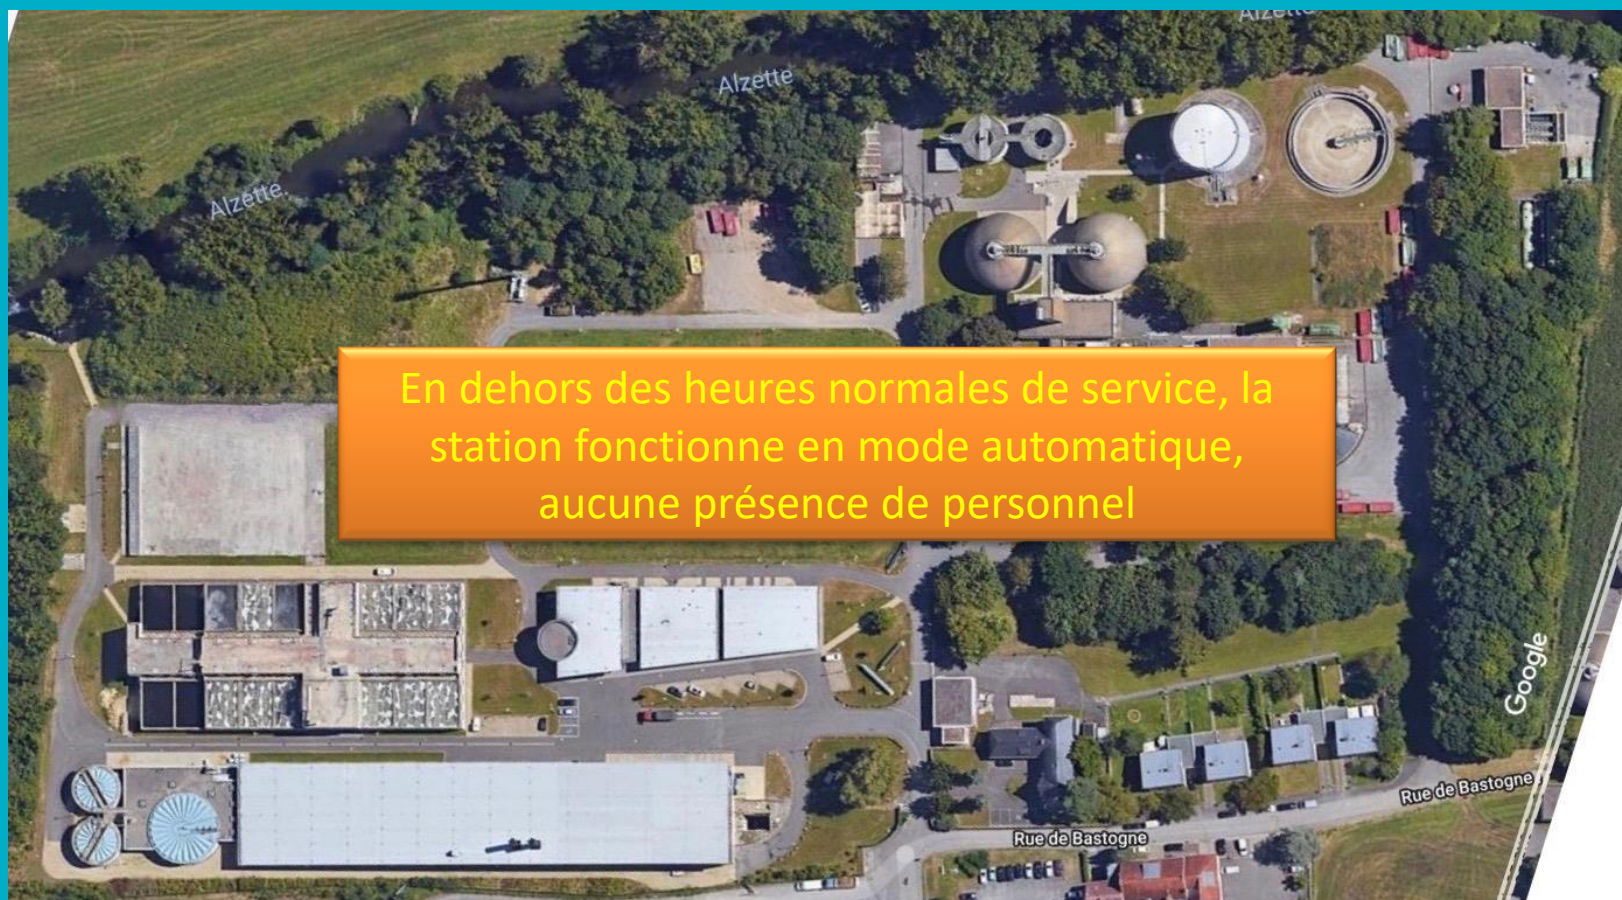 Alzette
Alzette
Alzette
En dehors des heures normales de service, la
station fonctionne en mode automatique,
aucune présence de personnel
Google
Rue de Bastogne
Rue de Bastogne